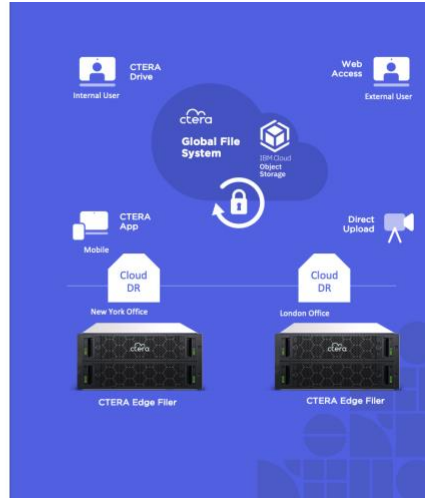 CTERA
Drive
Internal User
Web
Access
External User
ctera
Global File
System
IBM Cloud
Object
Storage
CTERA
App
Mobile
Direct
Upload
Cloud
DR
New York Office
Cloud
DR
London Office
ctera
ctera
CTERA Edge Filer
CTERA Edge Filer